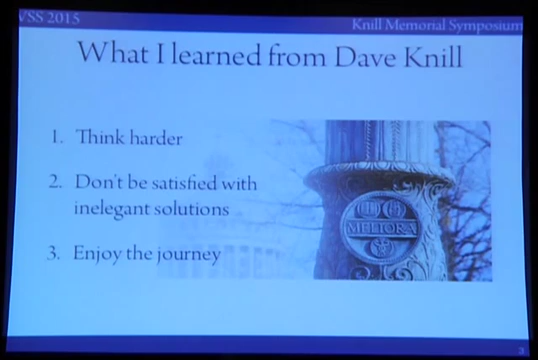 VSS 2015
Knill Memorial Symposium
What I learned from Dave Knill
1. Think harder
2. Don't be satisfied with
inelegant solutions
3. Enjoy the journey
MELIORA
3